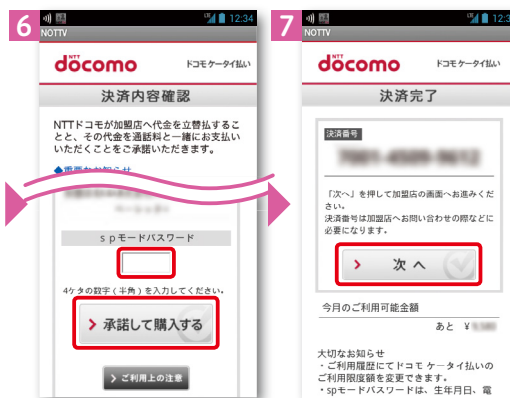 6
12:34
NOTTV
NTT
döcomo
ドコモ ケータイ払い
決済内容確認
NTTドコモが加盟店へ代金を立替払するこ
とと、その代金を通話料と一緒にお支払い
いただくことをご承諾いただきます。
◆重要なお知らせ
spモードパスワード
4ケタの数字(半角)を入力してください。
承諾して購入する
ご利用上の注意
7
NOTTV
NTT
döcomo
ドコモ ケータイ払い
決済完了
決済番号
「次へ」を押して加盟店の画面へお進みくだ
さい。
決済番号は加盟店へお問い合わせの際などに
必要になります。
次 へ
今月のご利用可能金額
あと ¥
大切なお知らせ
・ご利用履歴にてドコモ ケータイ払いの
ご利用限度額を変更できます。
・spモードパスワードは、生年月日、電